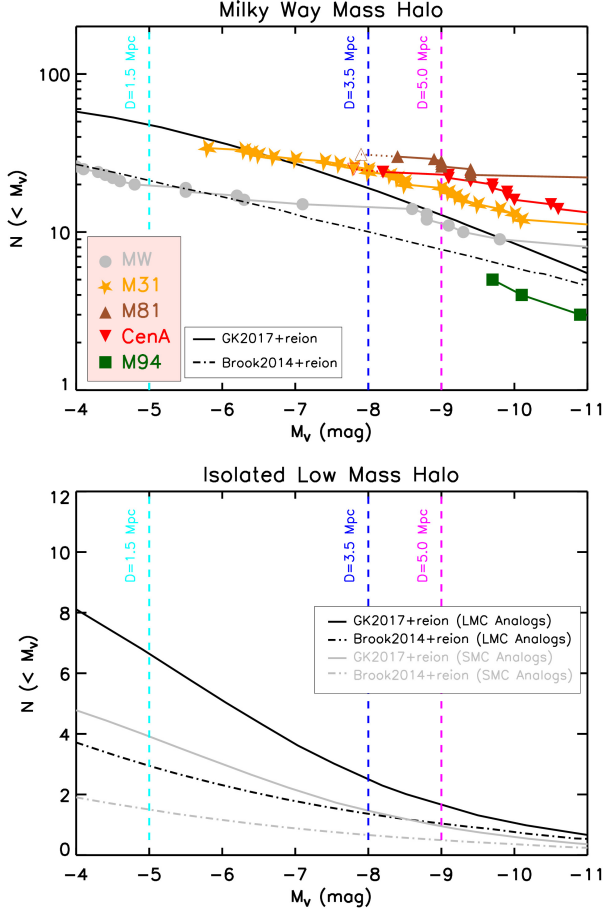 Milky Way Mass Halo
D=1.5 Mpc
D=3.5 Mpc
D=5.0 Mpc
100
10
1
N (< Mv)
MW
M31
M81
CenA
M94
GK2017+reion
Brook2014+reion
-4 -5 -6 -7 -8 -9 -10 -11
Mv (mag)
Isolated Low Mass Halo
D=1.5 Mpc
D=3.5 Mpc
D=5.0 Mpc
12
10
8
6
4
2
0
N (< Mv)
GK2017+reion (LMC Analogs)
Brook2014+reion (LMC Analogs)
GK2017+reion (SMC Analogs)
Brook2014+reion (SMC Analogs)
-4 -5 -6 -7 -8 -9 -10 -11
Mv (mag)